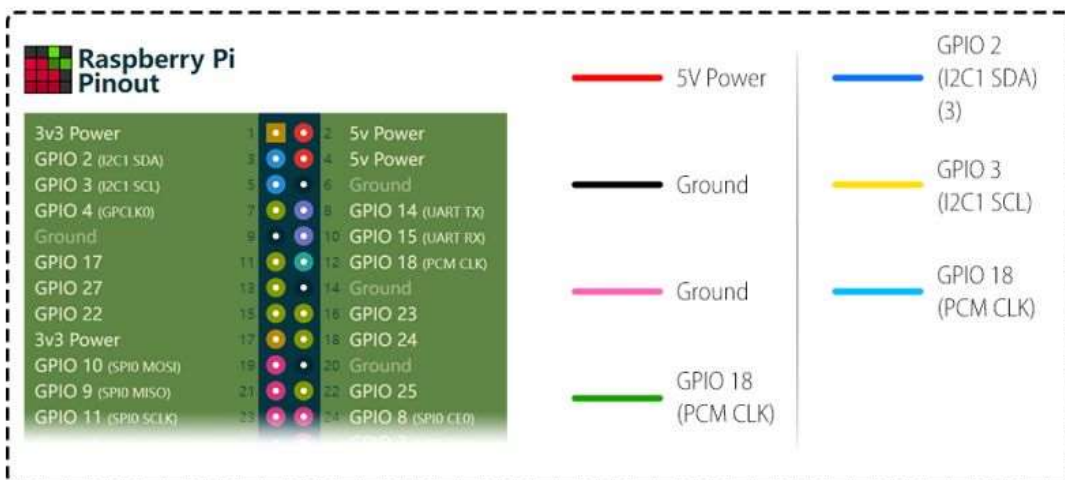 Raspberry Pi
Pinout
3v3 Power 1 2 5v Power
GPIO 2 (I2C1 SDA) 3 4 5v Power
GPIO 3 (I2C1 SCL) 5 6 Ground
GPIO 4 (GPCLK0) 7 8 GPIO 14 (UART TX)
Ground 9 10 GPIO 15 (UART RX)
GPIO 17 11 12 GPIO 18 (PCM CLK)
GPIO 27 13 14 Ground
GPIO 22 15 16 GPIO 23
3v3 Power 17 18 GPIO 24
GPIO 10 (SPI0 MOSI) 19 20 Ground
GPIO 9 (SPI0 MISO) 21 22 GPIO 25
GPIO 11 (SPI0 SCLK) 23 24 GPIO 8 (SPI0 CE0)
5V Power
Ground
Ground
GPIO 18
(PCM CLK)
GPIO 2
(I2C1 SDA)
(3)
GPIO 3
(I2C1 SCL)
GPIO 18
(PCM CLK)